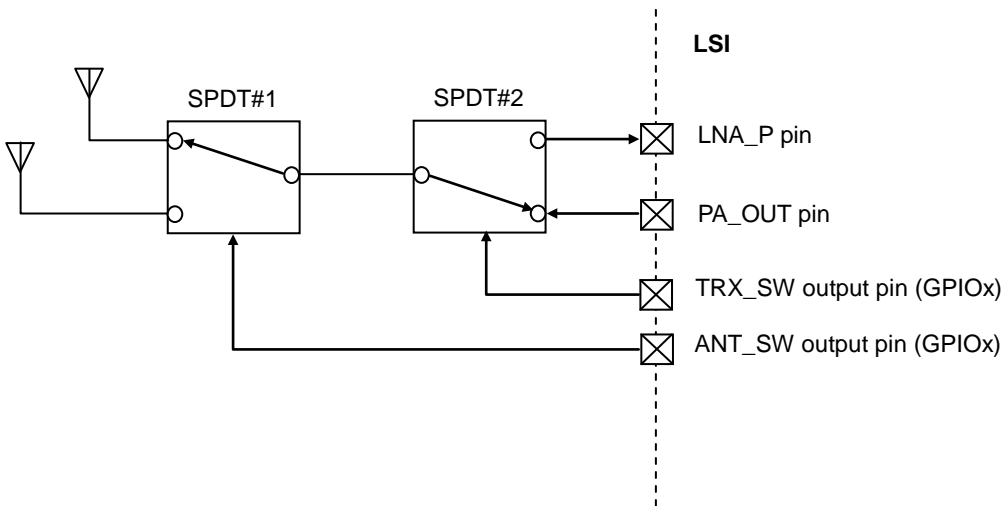 LSI
SPDT#1
SPDT#2
LNA_P pin
PA_OUT pin
TRX_SW output pin (GPIOx)
ANT_SW output pin (GPIOx)